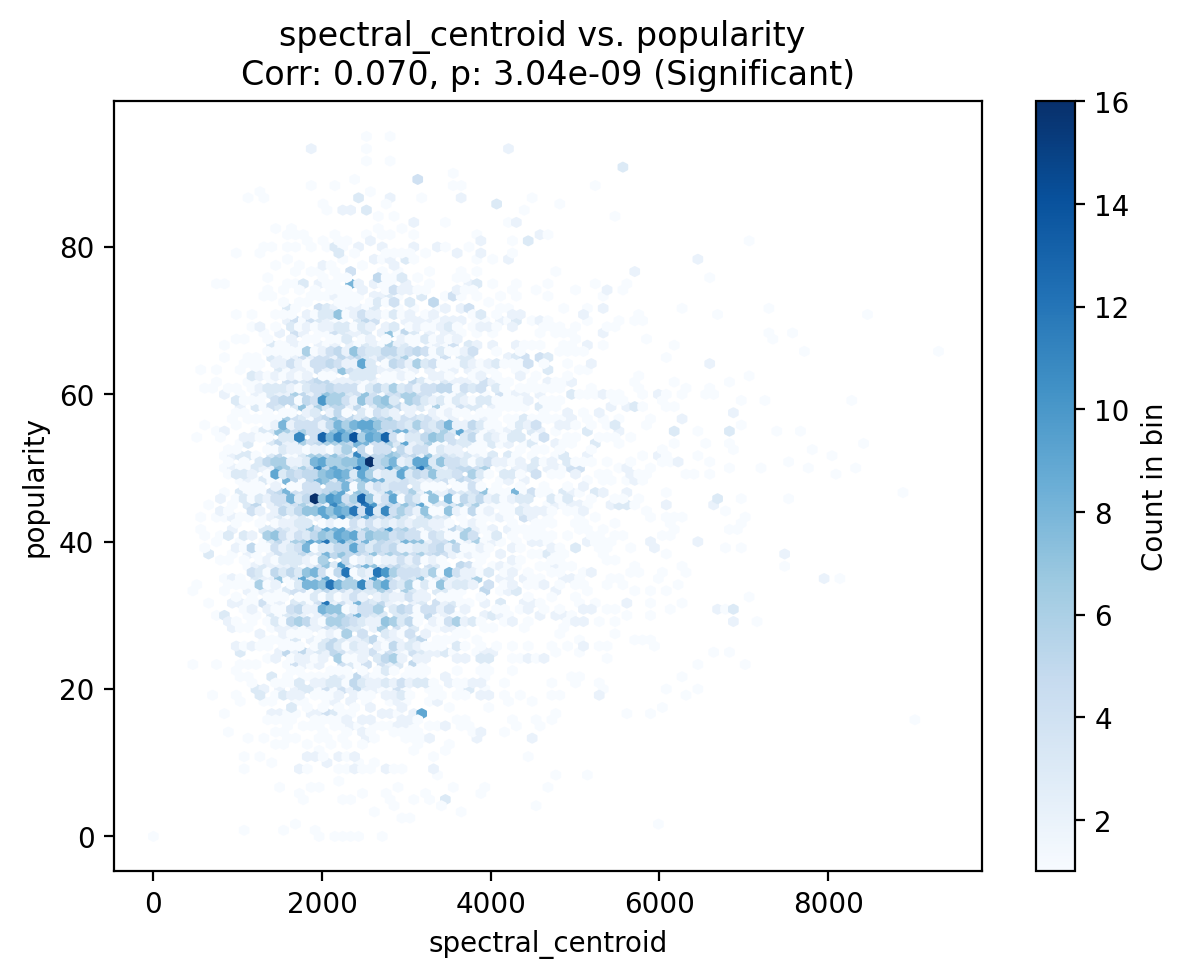 spectral_centroid vs. popularity
Corr: 0.070, p: 3.04e-09 (Significant)
popularity
80
60
40
20
0
0 2000 4000 6000 8000
spectral_centroid
16
14
12
10
8
6
4
2
Count in bin